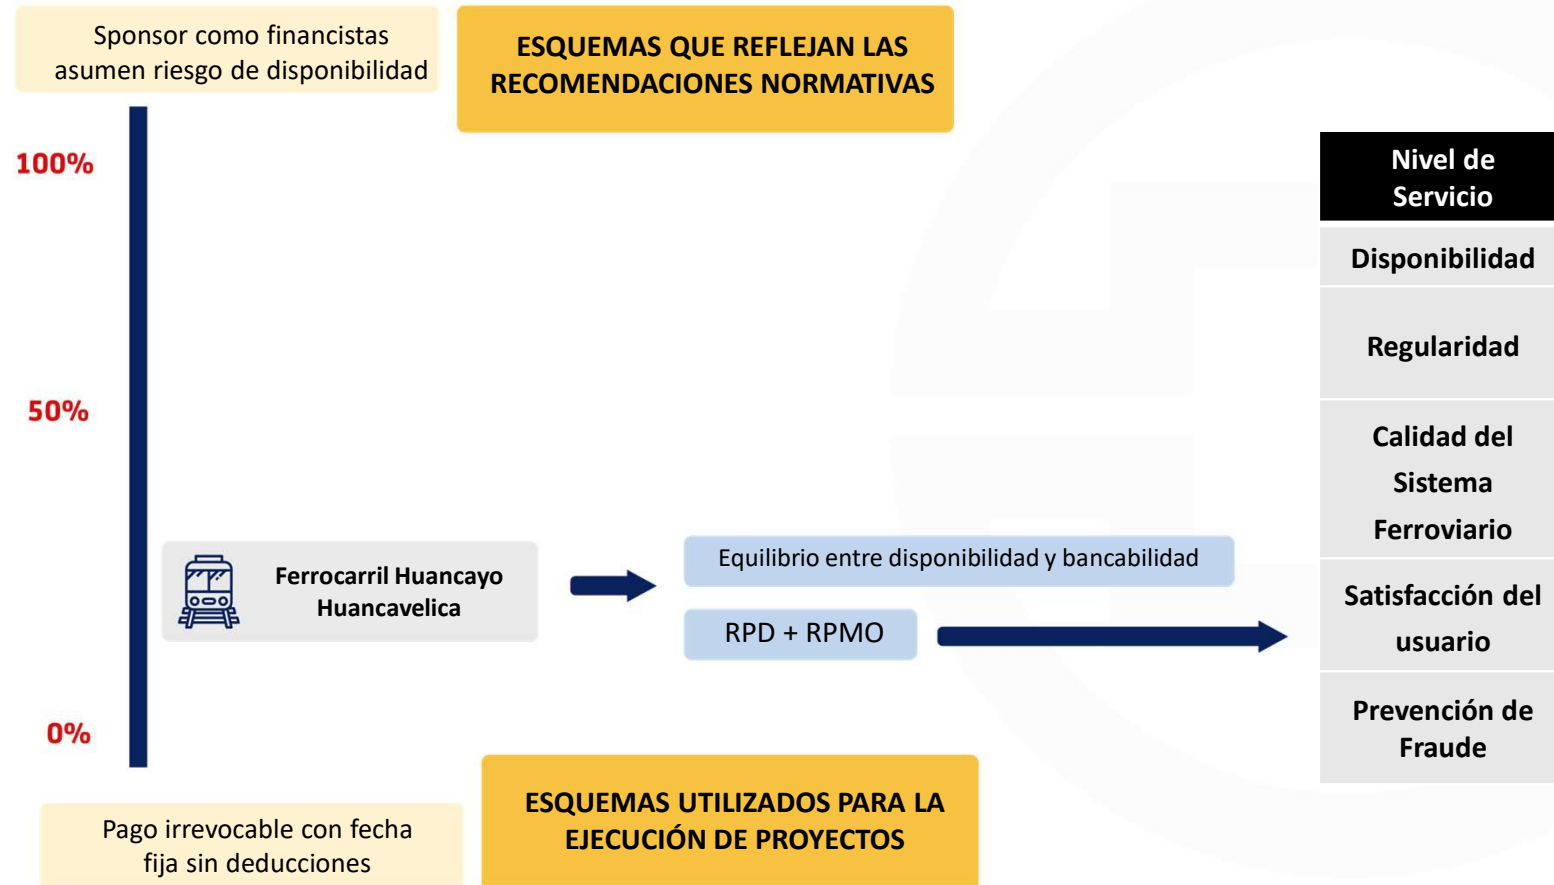 Sponsor como financistas
asumen riesgo de disponibilidad
ESQUEMAS QUE REFLEJAN LAS
RECOMENDACIONES NORMATIVAS
100%
50%
0%
Ferrocarril Huancayo
Huancavelica
Equilibrio entre disponibilidad y bancabilidad
RPD + RPMO
Nivel de
Servicio
Disponibilidad
Regularidad
Calidad del
Sistema
Ferroviario
Satisfacción del
usuario
Prevención de
Fraude
Pago irrevocable con fecha
fija sin deducciones
ESQUEMAS UTILIZADOS PARA LA
EJECUCIÓN DE PROYECTOS